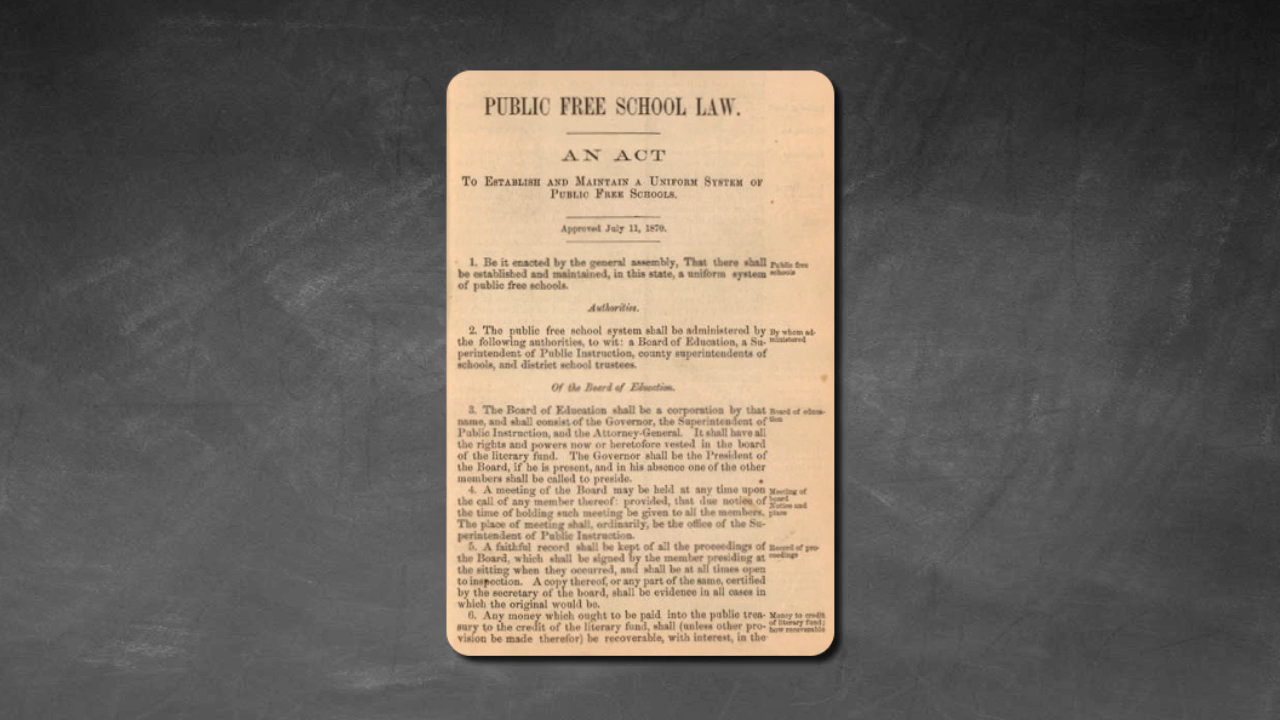 PUBLIC FREE SCHOOL LAW.
AN ACT
To Establish and Maintain a Uniform System of
Public Free Schools.
Approved July 11, 1870.
1. Be it enacted by the general assembly, That there shall
be established and maintained, in this state, a uniform system
of public free schools.
Public free
schools
Authorities.
2. The public free school system shall be administered by
the following authorities, to wit: a Board of Education, a Su-
perintendent of Public Instruction, county superintendents of
schools, and district school trustees.
By whom ad-
ministered
Of the Board of Education.
3. The Board of Education shall be a corporation by that
name, and shall consist of the Governor, the Superintendent of
Public Instruction, and the Attorney-General. It shall have all
the rights and powers now or heretofore vested in the board
of the literary fund. The Governor shall be the President of
the Board, if he is present, and in his absence one of the other
members shall be called to preside.
Board of educa-
tion
4. A meeting of the Board may be held at any time upon
the call of any member thereof: provided, that due notice of
the time of holding such meeting be given to all the members.
The place of meeting shall, ordinarily, be the office of the Su-
perintendent of Public Instruction.
Meeting of
board
Notice and
place
5. A faithful record shall be kept of all the proceedings of
the Board, which shall be signed by the member presiding at
the sitting when they occurred, and shall be at all times open
to inspection. A copy thereof, or any part of the same, certified
by the secretary of the board, shall be evidence in all cases in
which the original would be.
Record of pro-
ceedings
6. Any money which ought to be paid into the public trea-
sury to the credit of the literary fund, shall (unless other pro-
vision be made therefor) be recoverable, with interest, in the
Money to credit
of literary fund;
how recoverable